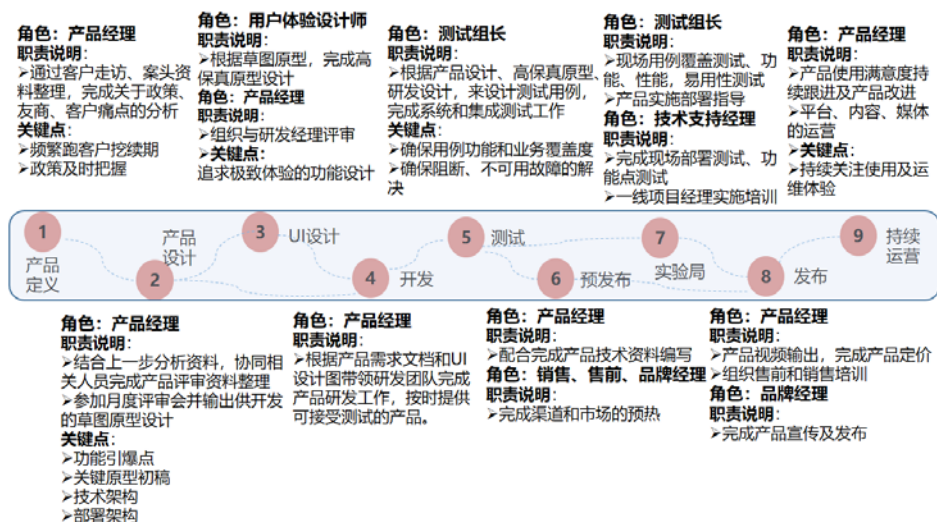 角色：产品经理
职责说明：
➢通过客户走访、案头资
料整理，完成关于政策、
友商、客户痛点的分析
关键点：
➢频繁跑客户挖续期
➢政策及时把握
角色：用户体验设计师
职责说明：
➢根据草图原型，完成高
保真原型设计
角色：产品经理
职责说明：
➢组织与研发经理评审
➢关键点：
追求极致体验的功能设计
角色：测试组长
职责说明：
➢根据产品设计、高保真原型、
研发设计，来设计测试用例，
完成系统和集成测试工作
关键点：
➢确保用例功能和业务覆盖度
➢确保阻断、不可用故障的解
决
角色：测试组长
职责说明：
➢现场用例覆盖测试、功
能、性能，易用性测试
➢产品实施部署指导
角色：技术支持经理
职责说明：
➢完成现场部署测试、功
能点测试
➢一线项目经理实施培训
角色：产品经理
职责说明：
➢产品使用满意度持
续跟进及产品改进
➢平台、内容、媒体
的运营
➢关键点：
➢持续关注使用及运
维体验
1
产品
定义
2
产品
设计
3
UI设计
4
开发
5
测试
6
预发布
7
实验局
8
发布
9
持续
运营
角色：产品经理
职责说明：
➢结合上一步分析资料，协同相
关人员完成产品评审资料整理
➢参加月度评审会并输出供开发
的草图原型设计
关键点：
➢功能引爆点
➢关键原型初稿
➢技术架构
➢部署架构
角色：产品经理
职责说明：
➢根据产品需求文档和UI
设计图带领研发团队完成
产品研发工作，按时提供
可接受测试的产品。
角色：产品经理
职责说明：
➢配合完成产品技术资料编写
角色：销售、售前、品牌经理
职责说明：
➢完成渠道和市场的预热
角色：产品经理
职责说明：
➢产品视频输出，完成产品定价
➢组织售前和销售培训
角色：品牌经理
职责说明：
➢完成产品宣传及发布